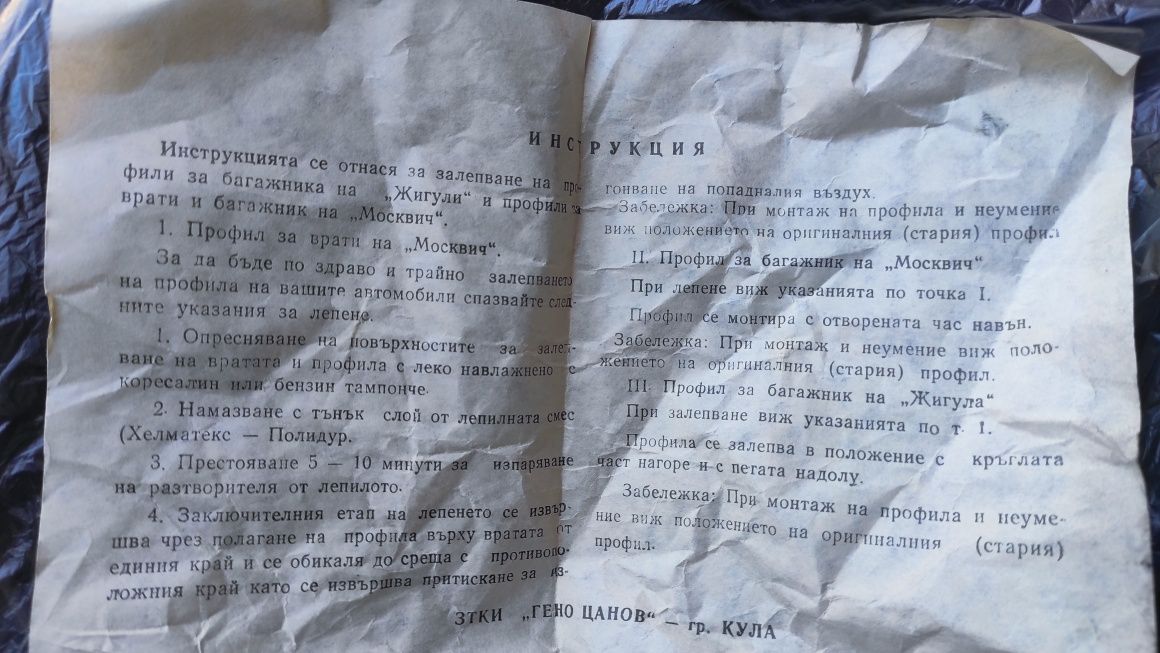 ИНСТРУКЦИЯ
Инструкцията се отнася за залепване на про-
фили за багажника на „Жигули“ и профили за
врати и багажник на „Москвич“.
1. Профил за врати на „Москвич“.
За да бъде по здраво и трайно залепването
на профила на вашите автомобили спазвайте след-
ните указания за лепене.
1. Опресняване на повърхностите за залеп-
ване на вратата и профила с леко навлажнено с
коресалин или бензин тампонче.
2. Намазване с тънък слой от лепилната смес
(Хелматекс — Полидур.
3. Престояване 5 — 10 минути за изпаряване
на разтворителя от лепилото.
4. Заключителния етап на лепенето се извър-
шва чрез полагане на профила върху вратата от
единия край и се обикаля до среща с противопо-
ложния край като се извършва притискане за из-
гонване на попадналия въздух.
Забележка: При монтаж на профила и неумение
виж положението на оригиналния (стария) профил
II. Профил за багажник на „Москвич“
При лепене виж указанията по точка I.
Профил се монтира с отворената час навън.
Забележка: При монтаж и неумение виж поло-
жението на оригиналния (стария) профил.
III. Профил за багажник на „Жигула“
При залепване виж указанията по т. I.
Профила се залепва в положение с кръглата
част нагоре и с пегата надолу.
Забележка: При монтаж на профила и неуме-
ние виж положението на оригиналния (стария)
профил.
ЗТКИ „ГЕНО ЦАНОВ“ — гр. КУЛА